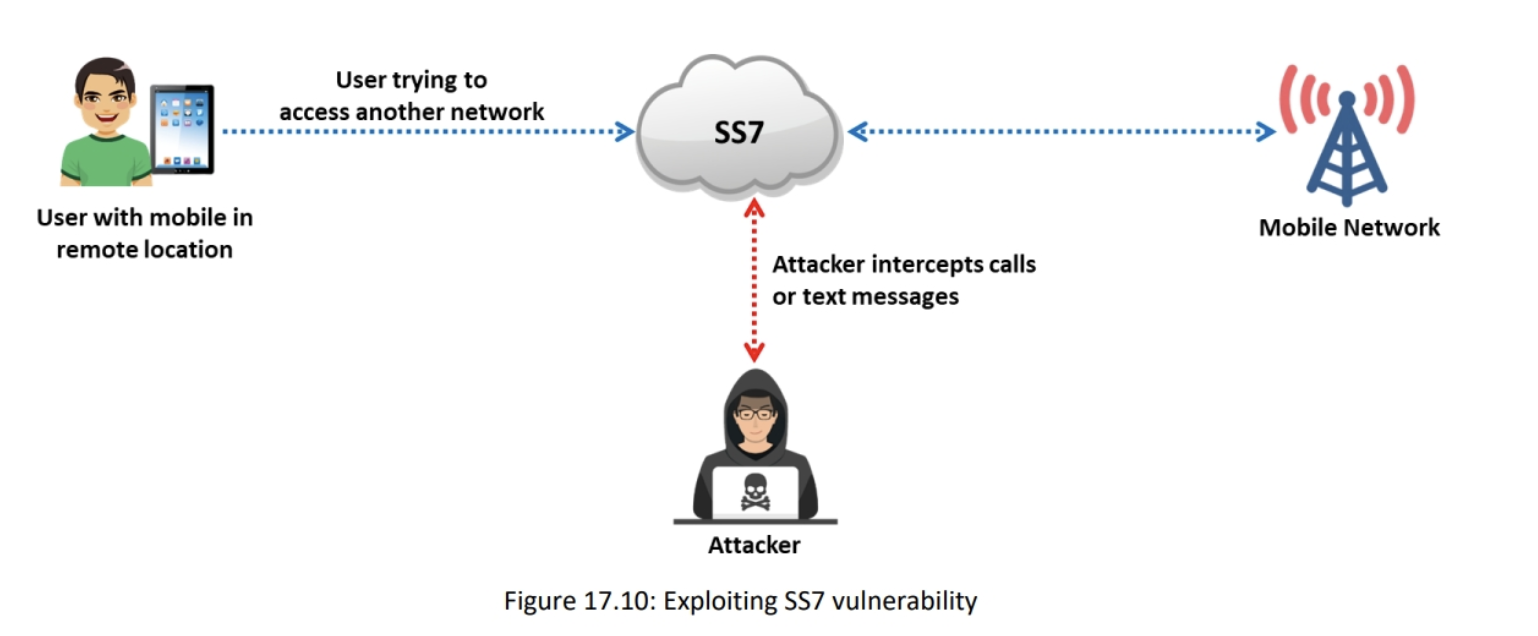 User trying to
access another network
SS7
User with mobile in
remote location
Mobile Network
Attacker intercepts calls
or text messages
Attacker
Figure 17.10: Exploiting SS7 vulnerability